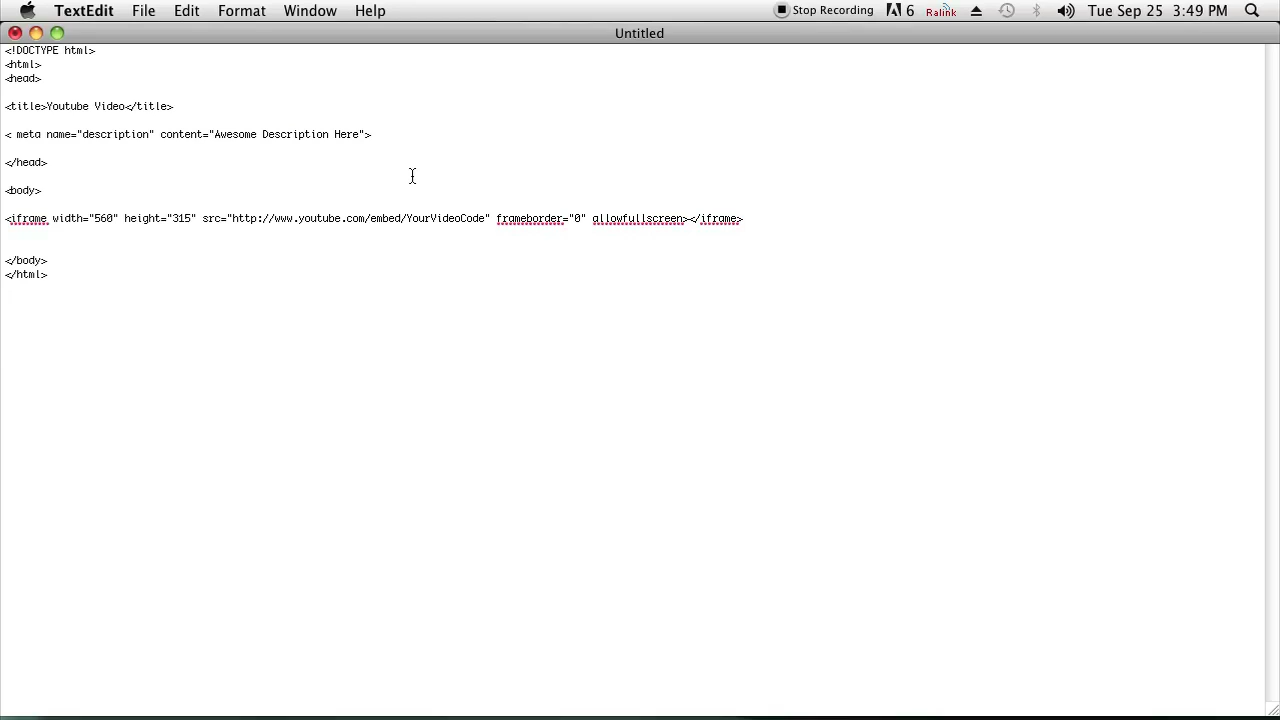 TextEdit File Edit Format Window Help Stop Recording 6 Ralink Tue Sep 25 3:49 PM
Untitled
<!DOCTYPE html>
<html>
<head>
<title>Youtube Video</title>
< meta name="description" content="Awesome Description Here">
</head>
<body>
<iframe width="560" height="315" src="http://www.youtube.com/embed/YourVideoCode" frameborder="0" allowfullscreen></iframe>
</body>
</html>